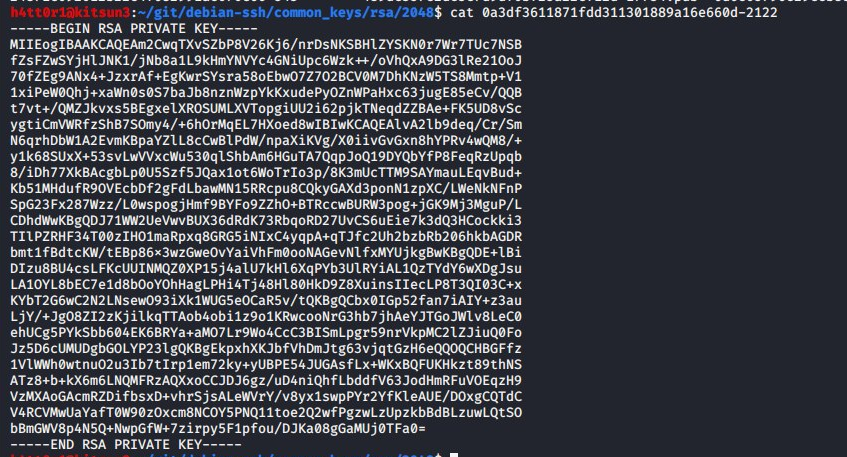 h4tt0ri@kitsun3:~/git/debian-ssh/common_keys/rsa/2048$ cat 0a3df3611871fdd311301889a16e660d-2122
-----BEGIN RSA PRIVATE KEY-----
MIIEogIBAAKCAQEAm2CwqTXvSZbP8V26Kj6/nrDsNKSBHlZYSKN0r7Wr7TUc7NSB
fZsFZwSYjHlJNK1/jNb8a1L9kHmYNVYc4GNiUpc6Wzk++/oVhQxA9DG3lRe21OoJ
70fZEg9ANx4+JzxrAf+EgKwrSYsra58oEbwO7Z7O2BCV0M7DhKNzW5TS8Mmtp+V1
1xiPeW0Qhj+xaWn0s0S7baJb8nznWzpYkKxudePyOZnWPaHxc63jugE85eCv/QQB
t7vt+/QMZJkvxs5BEgxelXROSUMLXVTopgiUU2i62pjkTNeqdZZBAe+FK5UD8vSc
ygtiCmVWRfzShB7SOmy4/+6hOrMqEL7HXoed8wIBIwKCAQEAlvA2lb9deq/Cr/Sm
N6qrhDbW1A2EvmKBpaYZlL8cCwBlPdW/npaXiKVg/X0iivGvGxn8hYPRv4wQM8/+
y1k68SUxX+53svLwVVxcWu530qlShbAm6HGuTA7QqpJoQ19DYQbYfP8FeqRzUpqb
8/iDh77XkBAcgbLp0U5Szf5JQax1ot6WoTrIo3p/8K3mUcTTM9SAYmauLEqvBud+
Kb51MHdufR9OVEcbDf2gFdLbawMN15RRcpu8CQkyGAXd3ponN1zpXC/LWeNkNFnP
SpG23Fx287Wzz/L0wspogjHmf9BYFo9ZZhO+BTRccwBURW3pog+jGK9Mj3MguP/L
CDhdWwKBgQDJ71WW2UeVwvBUX36dRdK73RbqoRD27UvCS6uEie7k3dQ3HCockki3
TIlPZRHF34T00zIHO1maRpxq8GRG5iNIxC4yqpA+qTJfc2Uh2bzbRb206hkbAGDR
bmt1fBdtcKW/tEBp86×3wzGweOvYaiVhFm0ooNAGevNlfxMYUjkgBwKBgQDE+lBi
DIzu8BU4csLFKcUUINMQZ0XP15j4alU7kHl6XqPYb3UlRYiAL1QzTYdY6wXDgJsu
LA1OYL8bEC7e1d8bOoYOhHagLPHi4Tj48Hl80HkD9Z8XuinsIIecLP8T3QI03C+x
KYbT2G6wC2N2LNsewO93iXk1WUG5eOCaR5v/tQKBgQCbx0IGp52fan7iAIY+z3au
LjY/+JgO8ZI2zKjilkqTTAob4obi1z9o1KRwcooNrG3hb7jhAeYJTGoJWlv8LeC0
ehUCg5PYkSbb604EK6BRYa+aMO7Lr9Wo4CcC3BISmLpgr59nrVkpMC2lZJiuQ0Fo
Jz5D6cUMUDgbGOLYP23lgQKBgEkpxhXKJbfVhDmJtg63vjqtGzH6eQQOQCHBGFfz
1VlWWh0wtnuO2u3Ib7tIrp1em72ky+yUBPE54JUGAsfLx+WKxBQFUKHkzt89thNS
ATz8+b+kX6m6LNQMFRzAQXxoCCJDJ6gz/uD4niQhfLbddfV63JodHmRFuVOEqzH9
VzMXAoGAcmRZDifbsxD+vhrSjsALeWVrY/v8yx1swpPYr2YfKleAUE/DOxgCQTdC
V4RCVMwUaYafT0W90zOxcm8NCOY5PNQ11toe2Q2wfPgzwLzUpzkbBdBLzuwLQtSO
bBmGWV8p4N5Q+NwpGfW+7zirpy5F1pfou/DJKa08gGaMUj0TFa0=
-----END RSA PRIVATE KEY-----